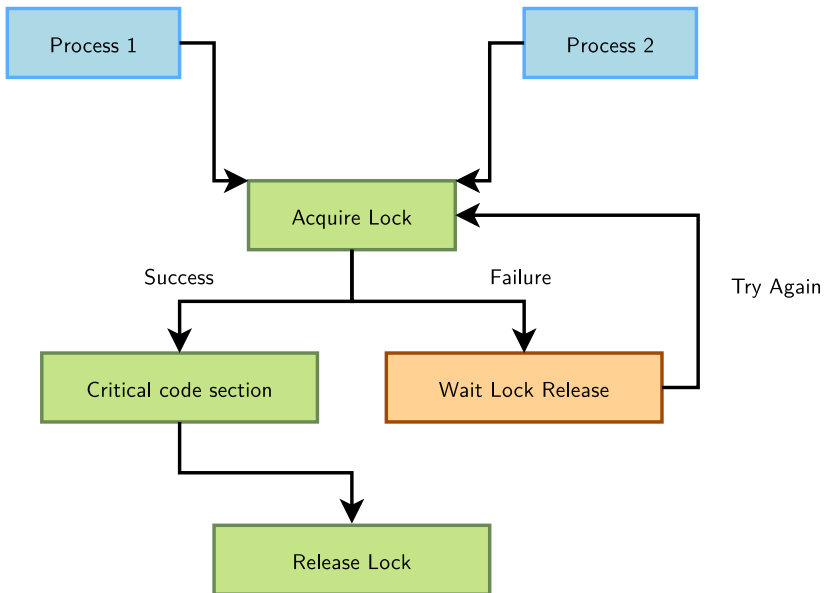 Process 1
Process 2
Acquire Lock
Success
Failure
Try Again
Critical code section
Wait Lock Release
Release Lock